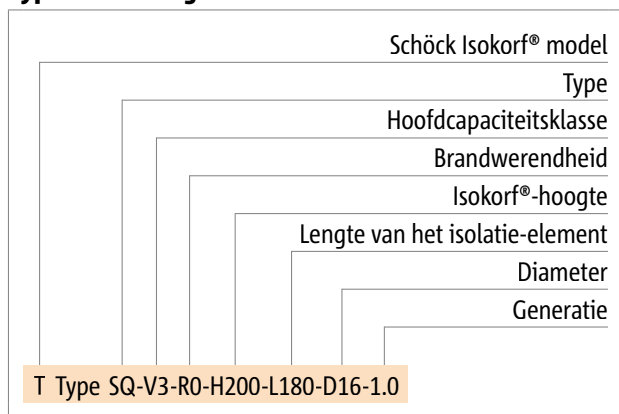 Schöck Isokorf® model
Type
Hoofdcapaciteitsklasse
Brandwerendheid
Isokorf®-hoogte
Lengte van het isolatie-element
Diameter
Generatie
T Type SQ-V3-R0-H200-L180-D16-1.0